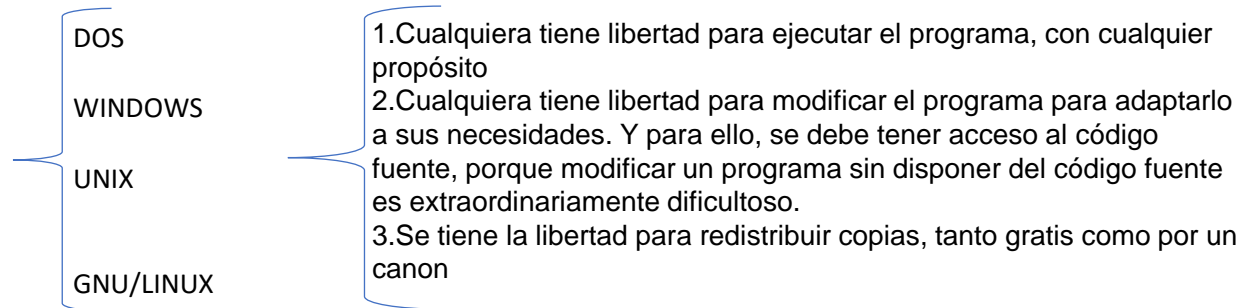 DOS
WINDOWS
UNIX
GNU/LINUX
1.Cualquiera tiene libertad para ejecutar el programa, con cualquier
propósito
2.Cualquiera tiene libertad para modificar el programa para adaptarlo
a sus necesidades. Y para ello, se debe tener acceso al código
fuente, porque modificar un programa sin disponer del código fuente
es extraordinariamente dificultoso.
3.Se tiene la libertad para redistribuir copias, tanto gratis como por un
canon